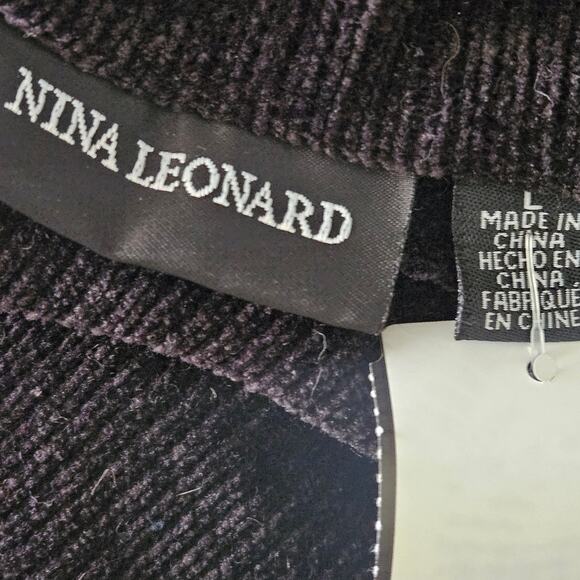 NINA LEONARD
L
MADE IN
CHINA
HECHO EN
CHINA
FABRIQUÉ
EN CHINE